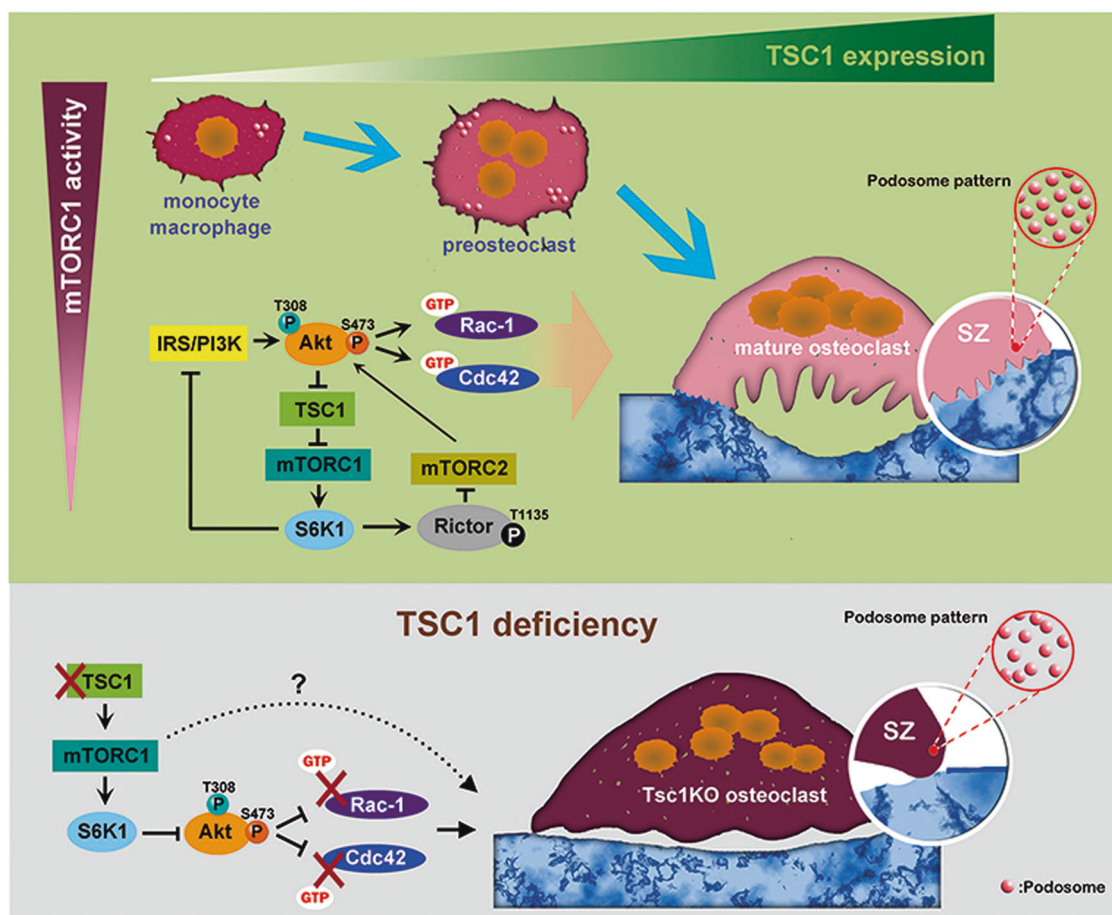 TSC1 expression
mTORC1 activity
monocyte
macrophage
preosteoclast
Podosome pattern
SZ
mature osteoclast
T308
P
S473
P
IRS/PI3K
Akt
GTP
Rac-1
GTP
Cdc42
TSC1
mTORC1
mTORC2
S6K1
Rictor
T1135
P
TSC1 deficiency
Podosome pattern
TSC1
?
mTORC1
SZ
GTP
Rac-1
T308
P
S473
P
S6K1
Akt
Cdc42
GTP
Tsc1KO osteoclast
:Podosome